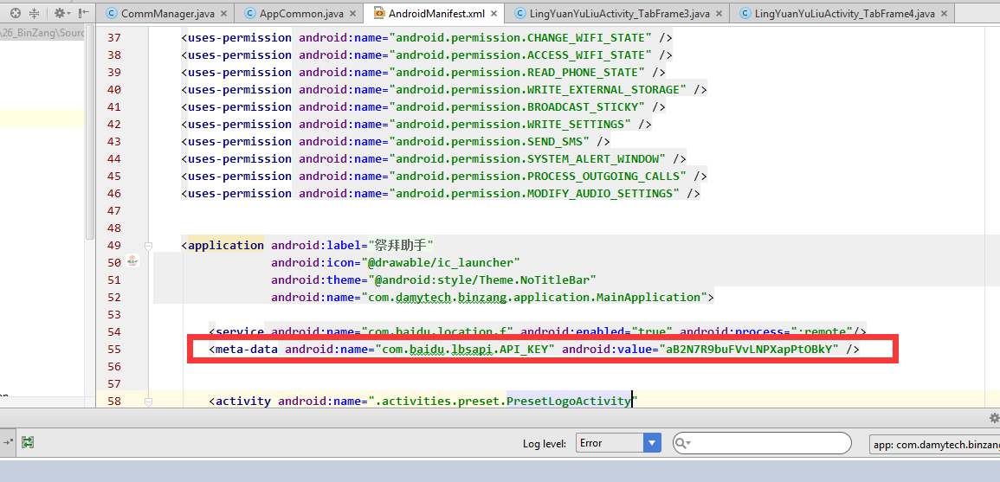 CommManager.java AppCommon.java AndroidManifest.xml LingYuanYuLiuActivity_TabFrame3.java LingYuanYuLiuActivity_TabFrame4.java
\26_BinZang\Sourc
37 <uses-permission android:name="android.permission.CHANGE_WIFI_STATE" />
38 <uses-permission android:name="android.permission.ACCESS_WIFI_STATE" />
39 <uses-permission android:name="android.permission.READ_PHONE_STATE" />
40 <uses-permission android:name="android.permission.WRITE_EXTERNAL_STORAGE" />
41 <uses-permission android:name="android.permission.BROADCAST_STICKY" />
42 <uses-permission android:name="android.permission.WRITE_SETTINGS" />
43 <uses-permission android:name="android.permission.SEND_SMS" />
44 <uses-permission android:name="android.permission.SYSTEM_ALERT_WINDOW" />
45 <uses-permission android:name="android.permission.PROCESS_OUTGOING_CALLS" />
46 <uses-permission android:name="android.permission.MODIFY_AUDIO_SETTINGS" />
47
48
49 <application android:label="祭拜助手"
50 android:icon="@drawable/ic_launcher"
51 android:theme="@android:style/Theme.NoTitleBar"
52 android:name="com.damytech.binzang.application.MainApplication">
53
54 <service android:name="com.baidu.location.f" android:enabled="true" android:process=":remote"/>
55 <meta-data android:name="com.baidu.lbsapi.API_KEY" android:value="aB2N7R9buFVvLNPXapPtOBkY" />
56
57
58 <activity android:name=".activities.preset.PresetLogoActivity"
Log level: Error app: com.damytech.binzang